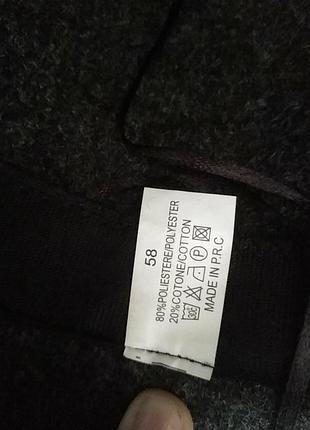 58
80%POLIESTERE/POLYESTER
20%COTONE/COTTON
P
MADE IN P.R.C